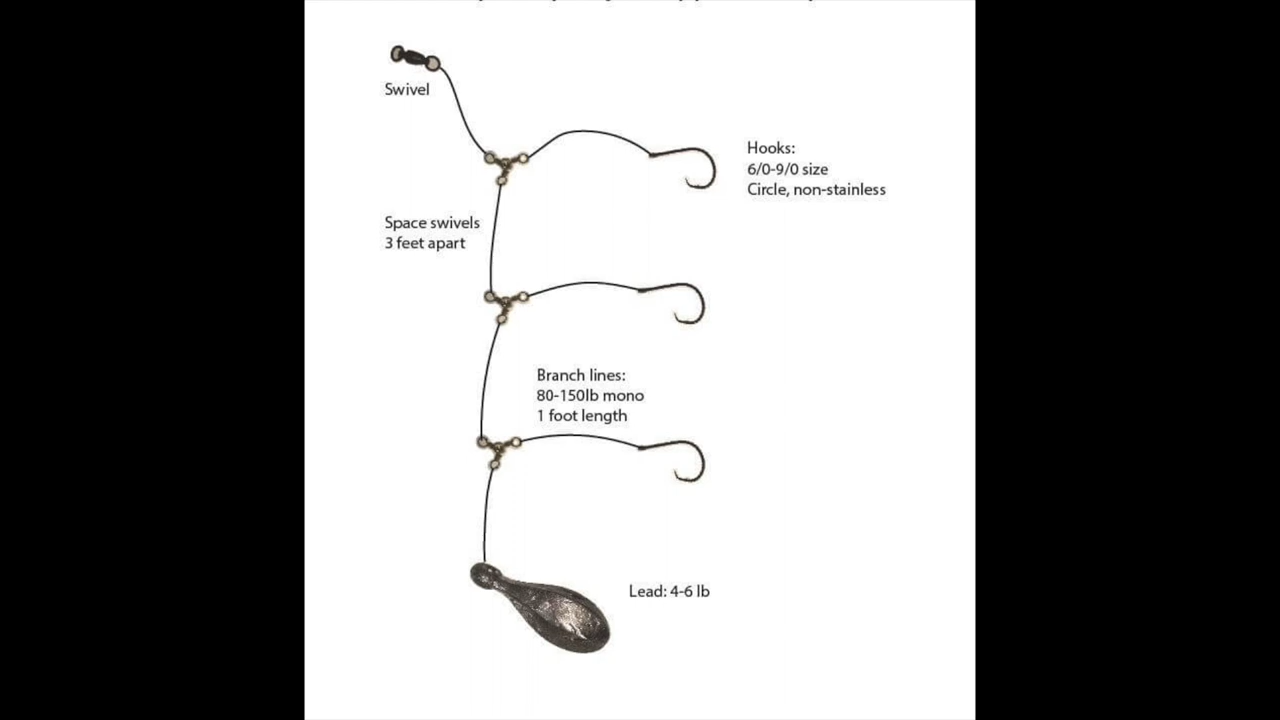 Swivel
Hooks:
6/0-9/0 size
Circle, non-stainless
Space swivels
3 feet apart
Branch lines:
80-150lb mono
1 foot length
Lead: 4-6 lb